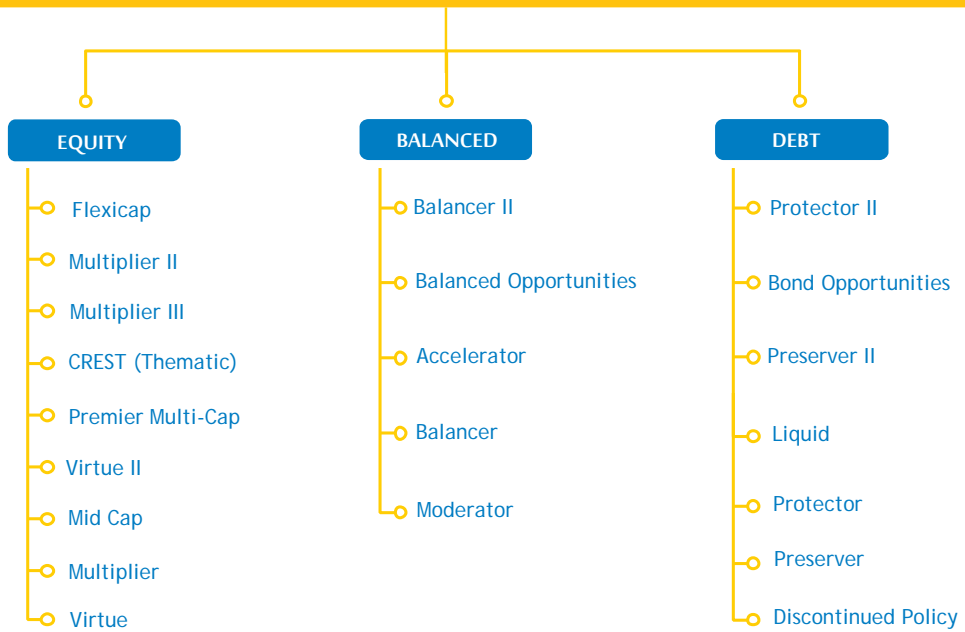 EQUITY
Flexicap
Multiplier II
Multiplier III
CREST (Thematic)
Premier Multi-Cap
Virtue II
Mid Cap
Multiplier
Virtue
BALANCED
Balancer II
Balanced Opportunities
Accelerator
Balancer
Moderator
DEBT
Protector II
Bond Opportunities
Preserver II
Liquid
Protector
Preserver
Discontinued Policy